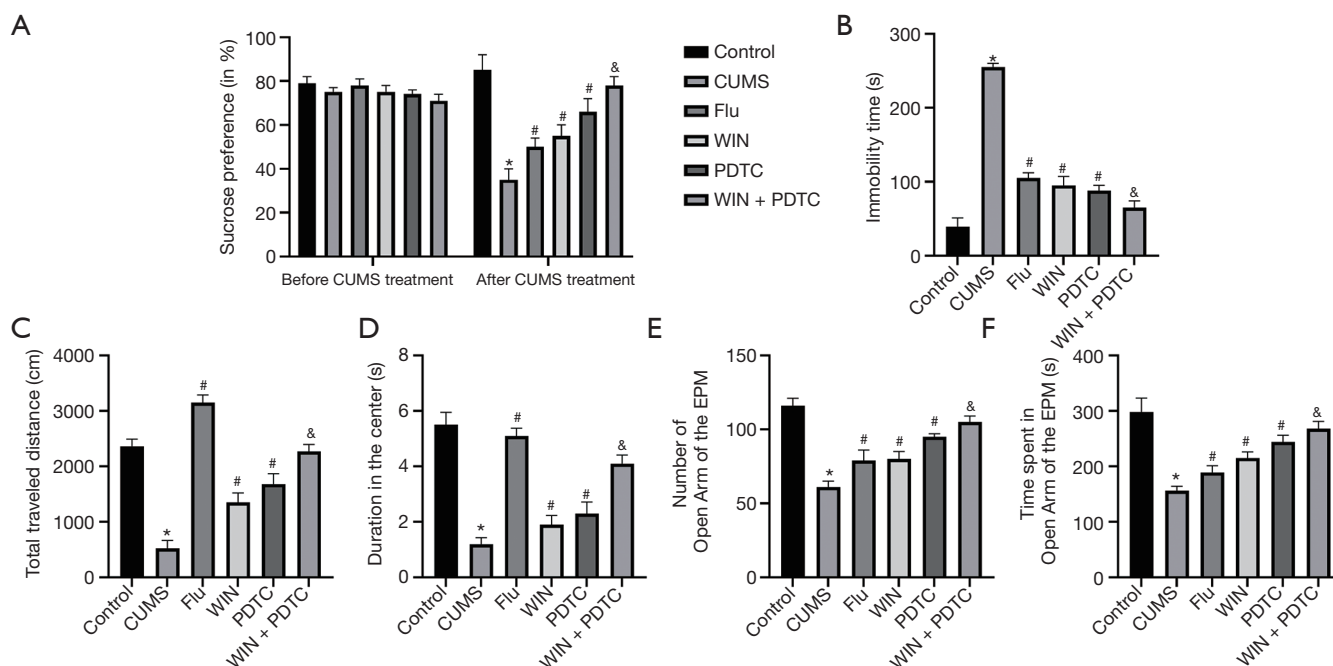 A
Sucrose preference (in %)
100
80
60
40
20
0
*
#
#
#
&
Before CUMS treatment
After CUMS treatment
Control
CUMS
Flu
WIN
PDTC
WIN + PDTC
B
Immobility time (s)
300
200
100
0
*
#
#
#
&
Control
CUMS
Flu
WIN
PDTC
WIN + PDTC
C
Total traveled distance (cm)
4000
3000
2000
1000
0
*
#
#
#
&
Control
CUMS
Flu
WIN
PDTC
WIN + PDTC
D
Duration in the center (s)
8
6
4
2
0
*
#
#
#
&
Control
CUMS
Flu
WIN
PDTC
WIN + PDTC
E
Number of
Open Arm of the EPM
150
100
50
0
*
#
#
#
&
Control
CUMS
Flu
WIN
PDTC
WIN + PDTC
F
Time spent in
Open Arm of the EPM (s)
400
300
200
100
0
*
#
#
#
&
Control
CUMS
Flu
WIN
PDTC
WIN + PDTC